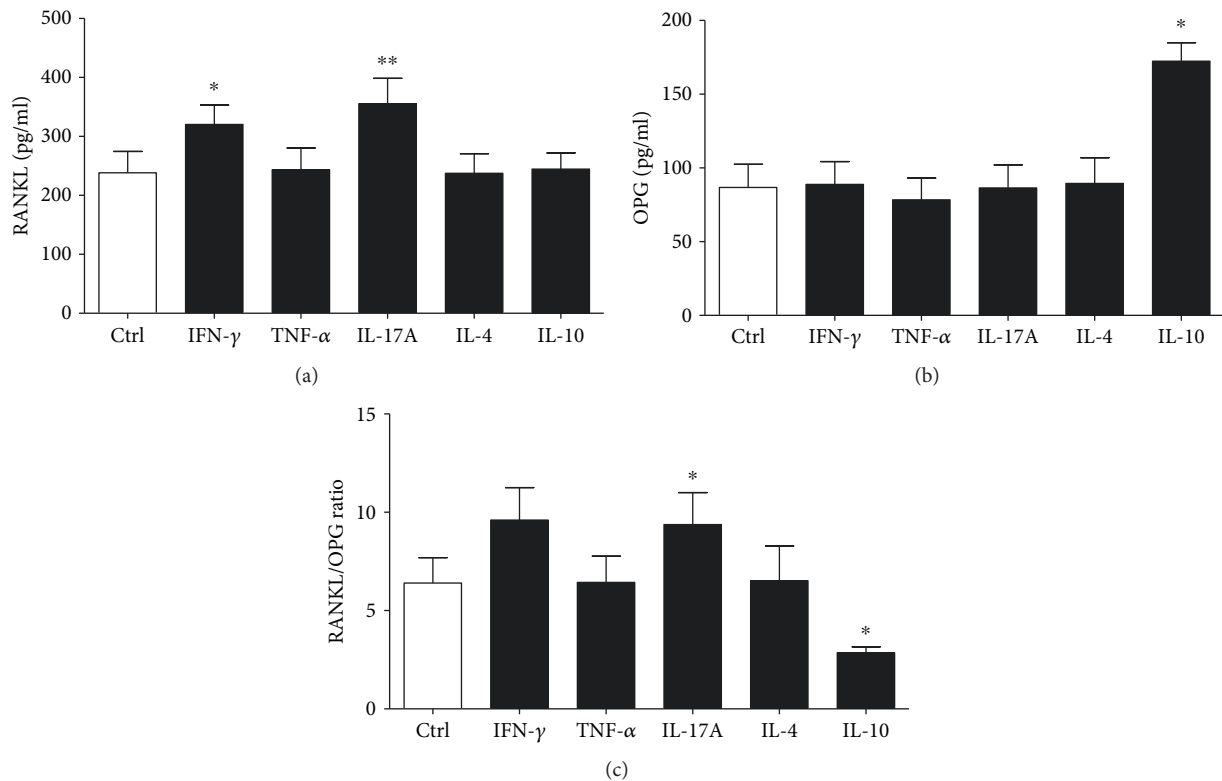 500
400
300
200
100
0
RANKL (pg/ml)
*
**
Ctrl IFN-γ TNF-α IL-17A IL-4 IL-10
(a)
200
150
100
50
0
OPG (pg/ml)
*
Ctrl IFN-γ TNF-α IL-17A IL-4 IL-10
(b)
15
10
5
0
RANKL/OPG ratio
*
*
Ctrl IFN-γ TNF-α IL-17A IL-4 IL-10
(c)